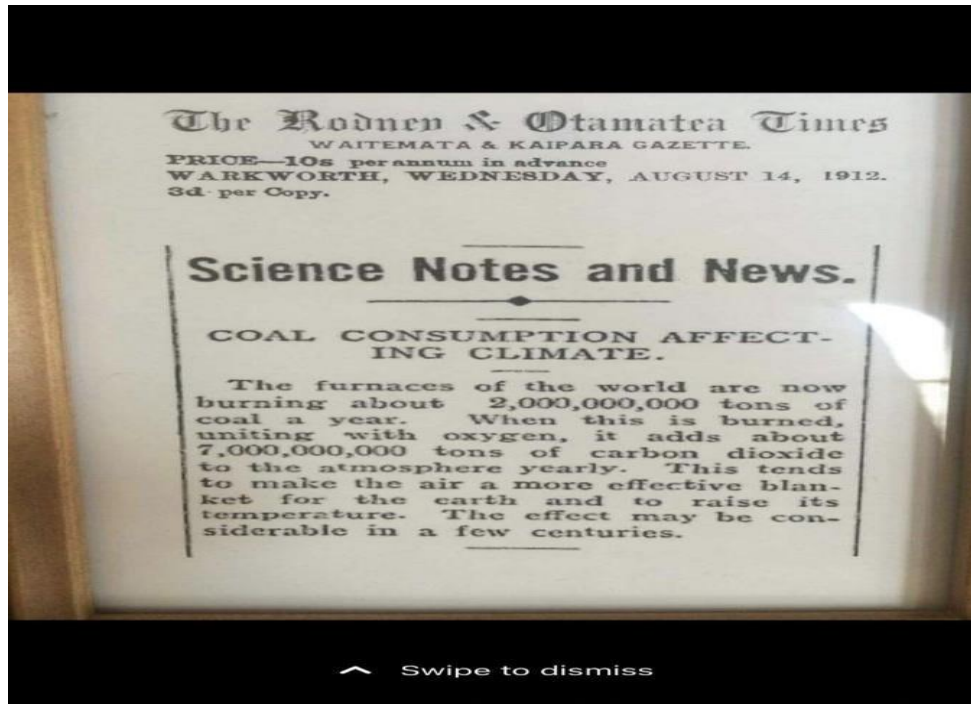 The Rodney & Otamatea Times
WAITEMATA & KAIPARA GAZETTE.
PRICE—10s per annum in advance
WARKWORTH, WEDNESDAY, AUGUST 14, 1912.
3d per Copy.
Science Notes and News.
COAL CONSUMPTION AFFECT-
ING CLIMATE.
The furnaces of the world are now
burning about 2,000,000,000 tons of
coal a year. When this is burned,
uniting with oxygen, it adds about
7,000,000,000 tons of carbon dioxide
to the atmosphere yearly. This tends
to make the air a more effective blan-
ket for the earth and to raise its
temperature. The effect may be con-
siderable in a few centuries.
Swipe to dismiss